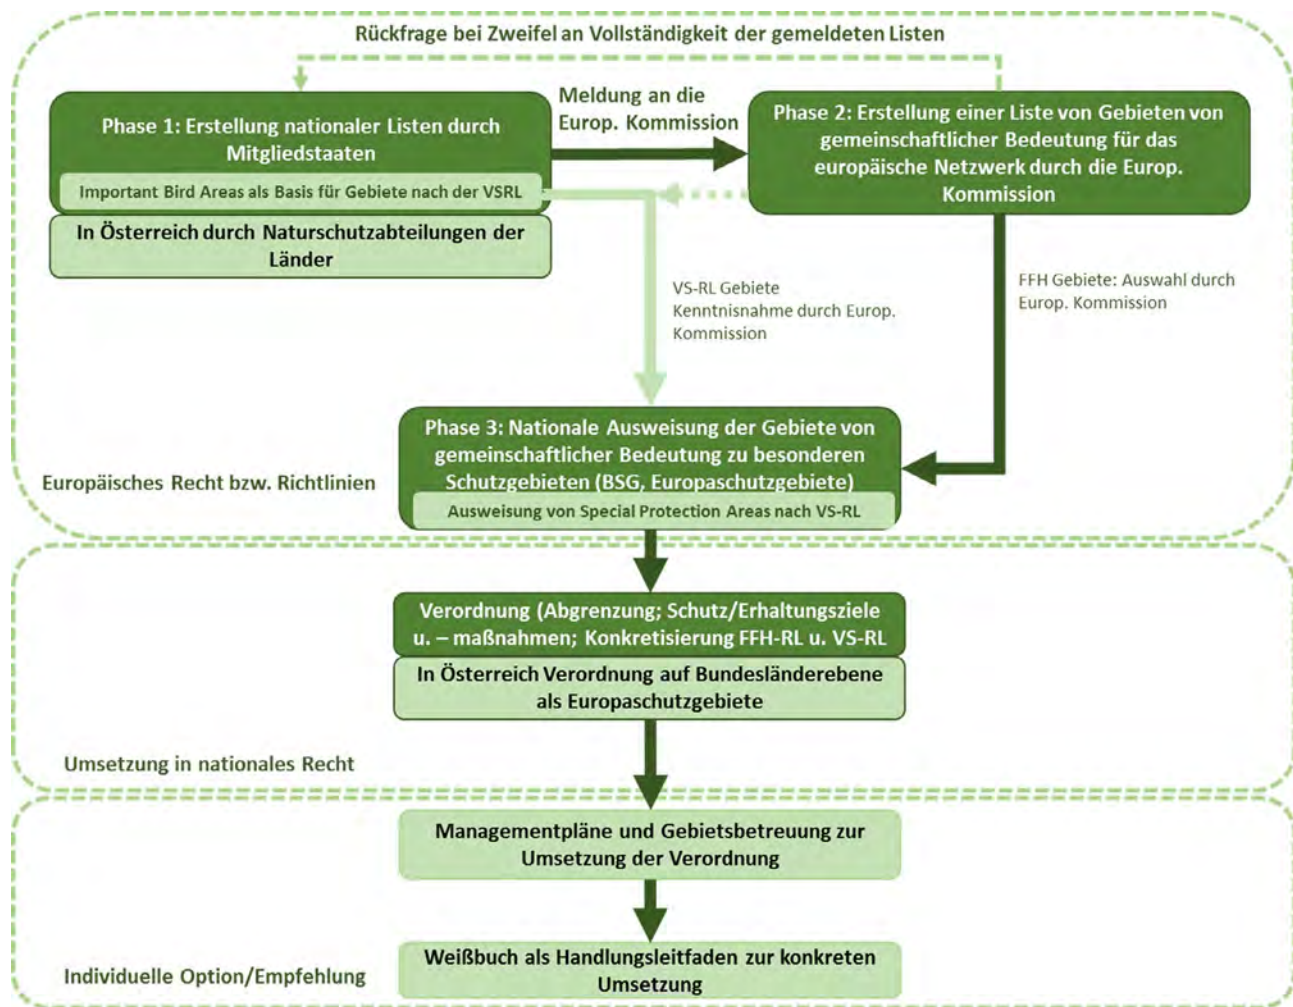 Rückfrage bei Zweifel an Vollständigkeit der gemeldeten Listen
Phase 1: Erstellung nationaler Listen durch
Mitgliedstaaten
Important Bird Areas als Basis für Gebiete nach der VSRL
In Österreich durch Naturschutzabteilungen der
Länder
Meldung an die
Europ. Kommission
Phase 2: Erstellung einer Liste von Gebieten von
gemeinschaftlicher Bedeutung für das
europäische Netzwerk durch die Europ.
Kommission
VS-RL Gebiete
Kenntnisnahme durch Europ.
Kommission
FFH Gebiete: Auswahl durch
Europ. Kommission
Phase 3: Nationale Ausweisung der Gebiete von
gemeinschaftlicher Bedeutung zu besonderen
Schutzgebieten (BSG, Europaschutzgebiete)
Ausweisung von Special Protection Areas nach VS-RL
Europäisches Recht bzw. Richtlinien
Verordnung (Abgrenzung; Schutz/Erhaltungsziele
u. – maßnahmen; Konkretisierung FFH-RL u. VS-RL
In Österreich Verordnung auf Bundesländerebene
als Europaschutzgebiete
Umsetzung in nationales Recht
Managementpläne und Gebietsbetreuung zur
Umsetzung der Verordnung
Weißbuch als Handlungsleitfaden zur konkreten
Umsetzung
Individuelle Option/Empfehlung